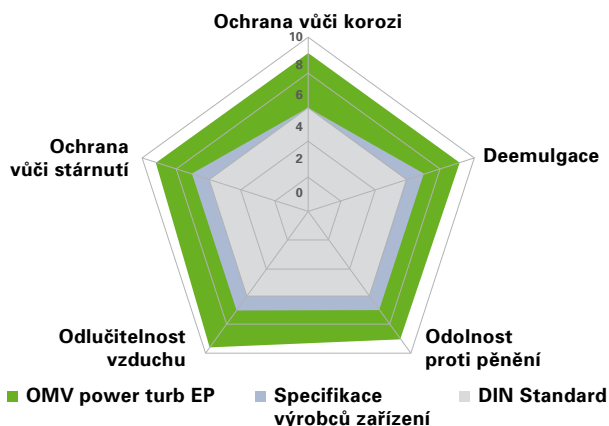 Ochrana vůči korozi
10
8
6
4
2
0
Ochrana
vůči stárnutí
Deemulgace
Odlučitelnost
vzduchu
Odolnost
proti pěnění
OMV power turb EP
Specifikace
výrobců zařízení
DIN Standard